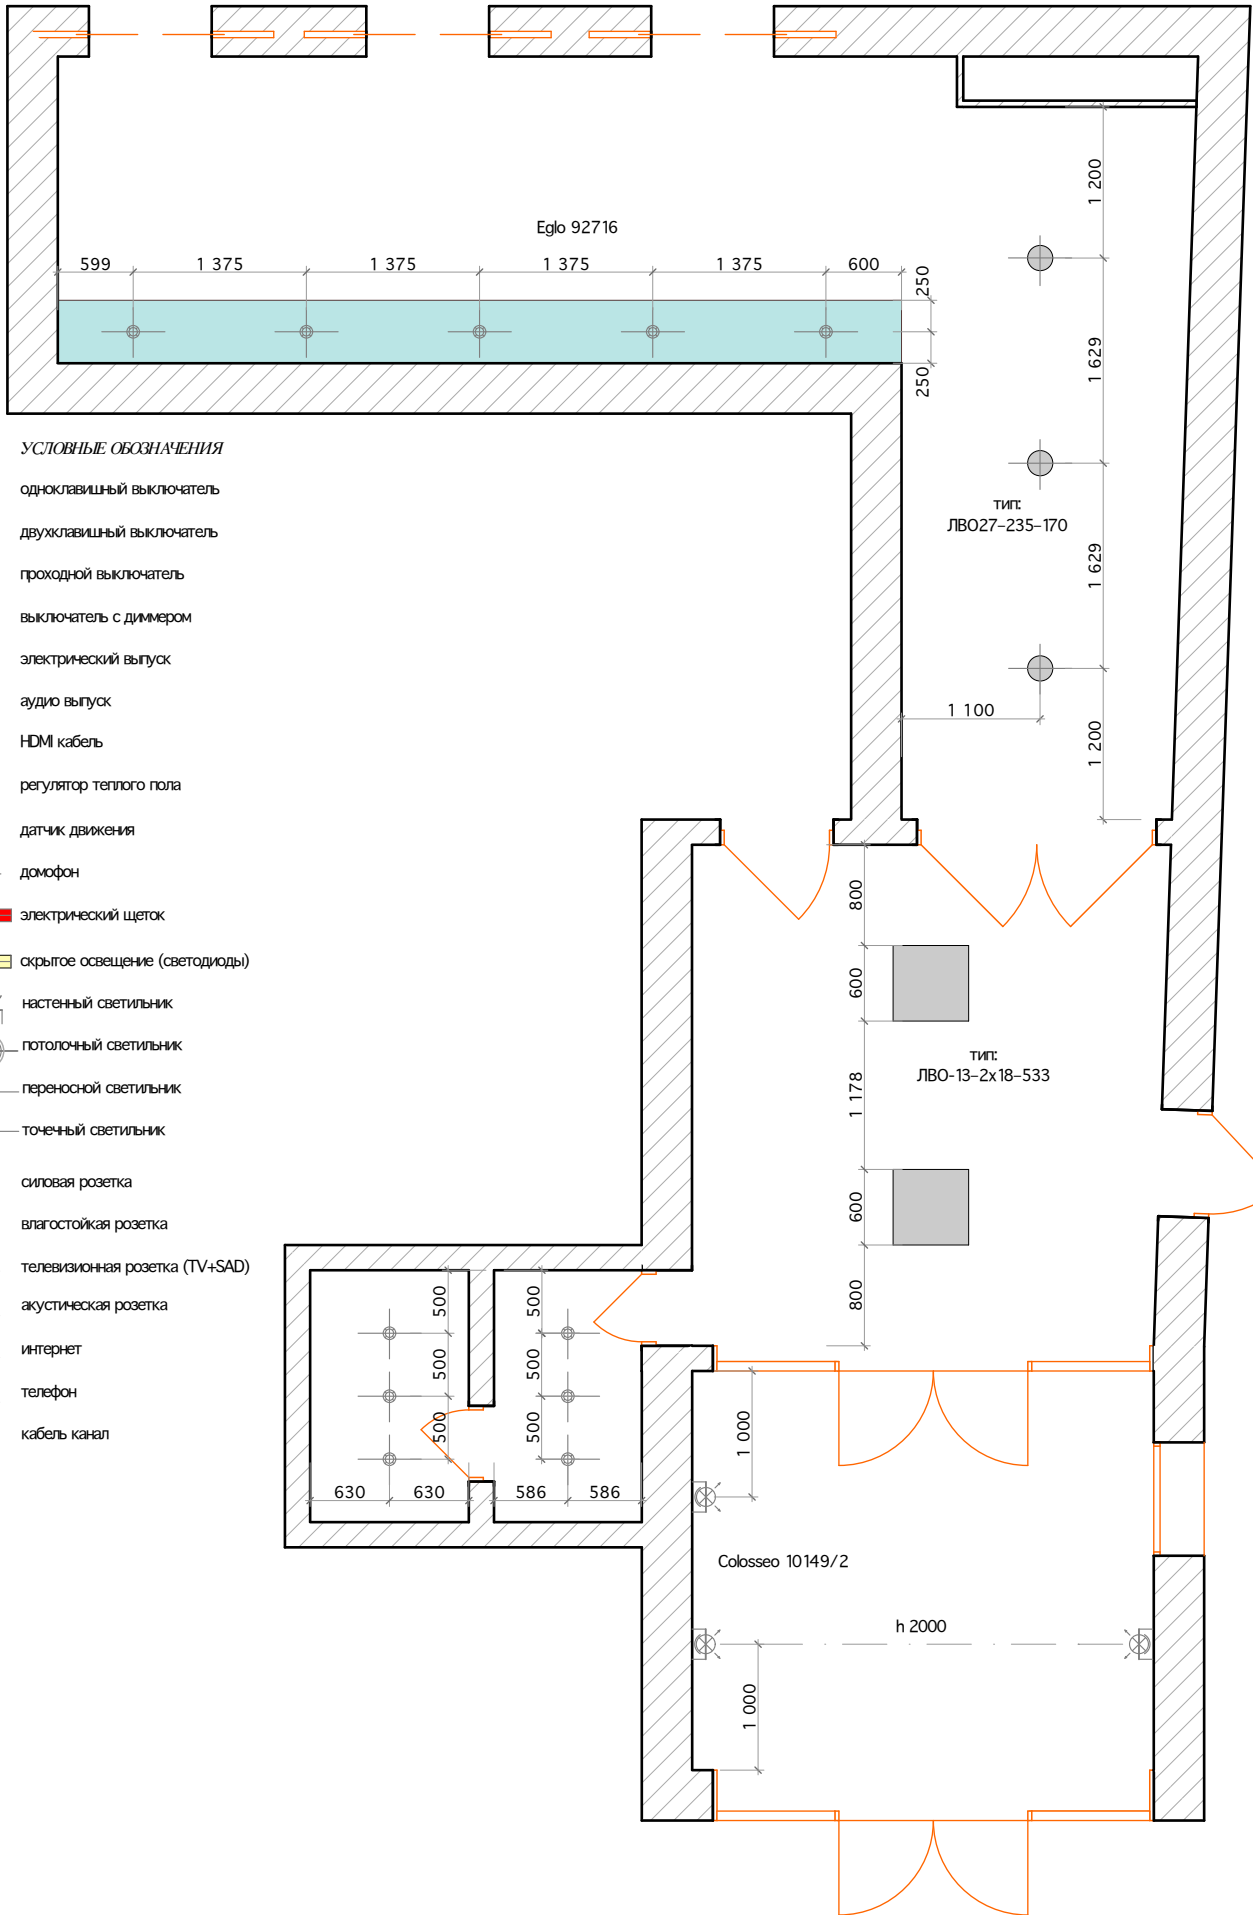 Eglo 92716
599
1 375
1 375
1 375
1 375
600
250
250
1 200
1 629
1 629
1 200
1 100
тип:
ЛВО27-235-170
УСЛОВНЫЕ ОБОЗНАЧЕНИЯ
одноклавишный выключатель
двухклавишный выключатель
проходной выключатель
выключатель с диммером
электрический выпуск
аудио выпуск
HDMI кабель
регулятор теплого пола
датчик движения
домофон
электрический щеток
скрытое освещение (светодиоды)
настенный светильник
потолочный светильник
переносной светильник
точечный светильник
силовая розетка
влагостойкая розетка
телевизионная розетка (TV+SAD)
акустическая розетка
интернет
телефон
кабель канал
800
600
1 178
600
800
тип:
ЛВО-13-2х18-533
500
500
500
500
500
500
630
630
586
586
1 000
Colosseo 10149/2
h 2000
1 000